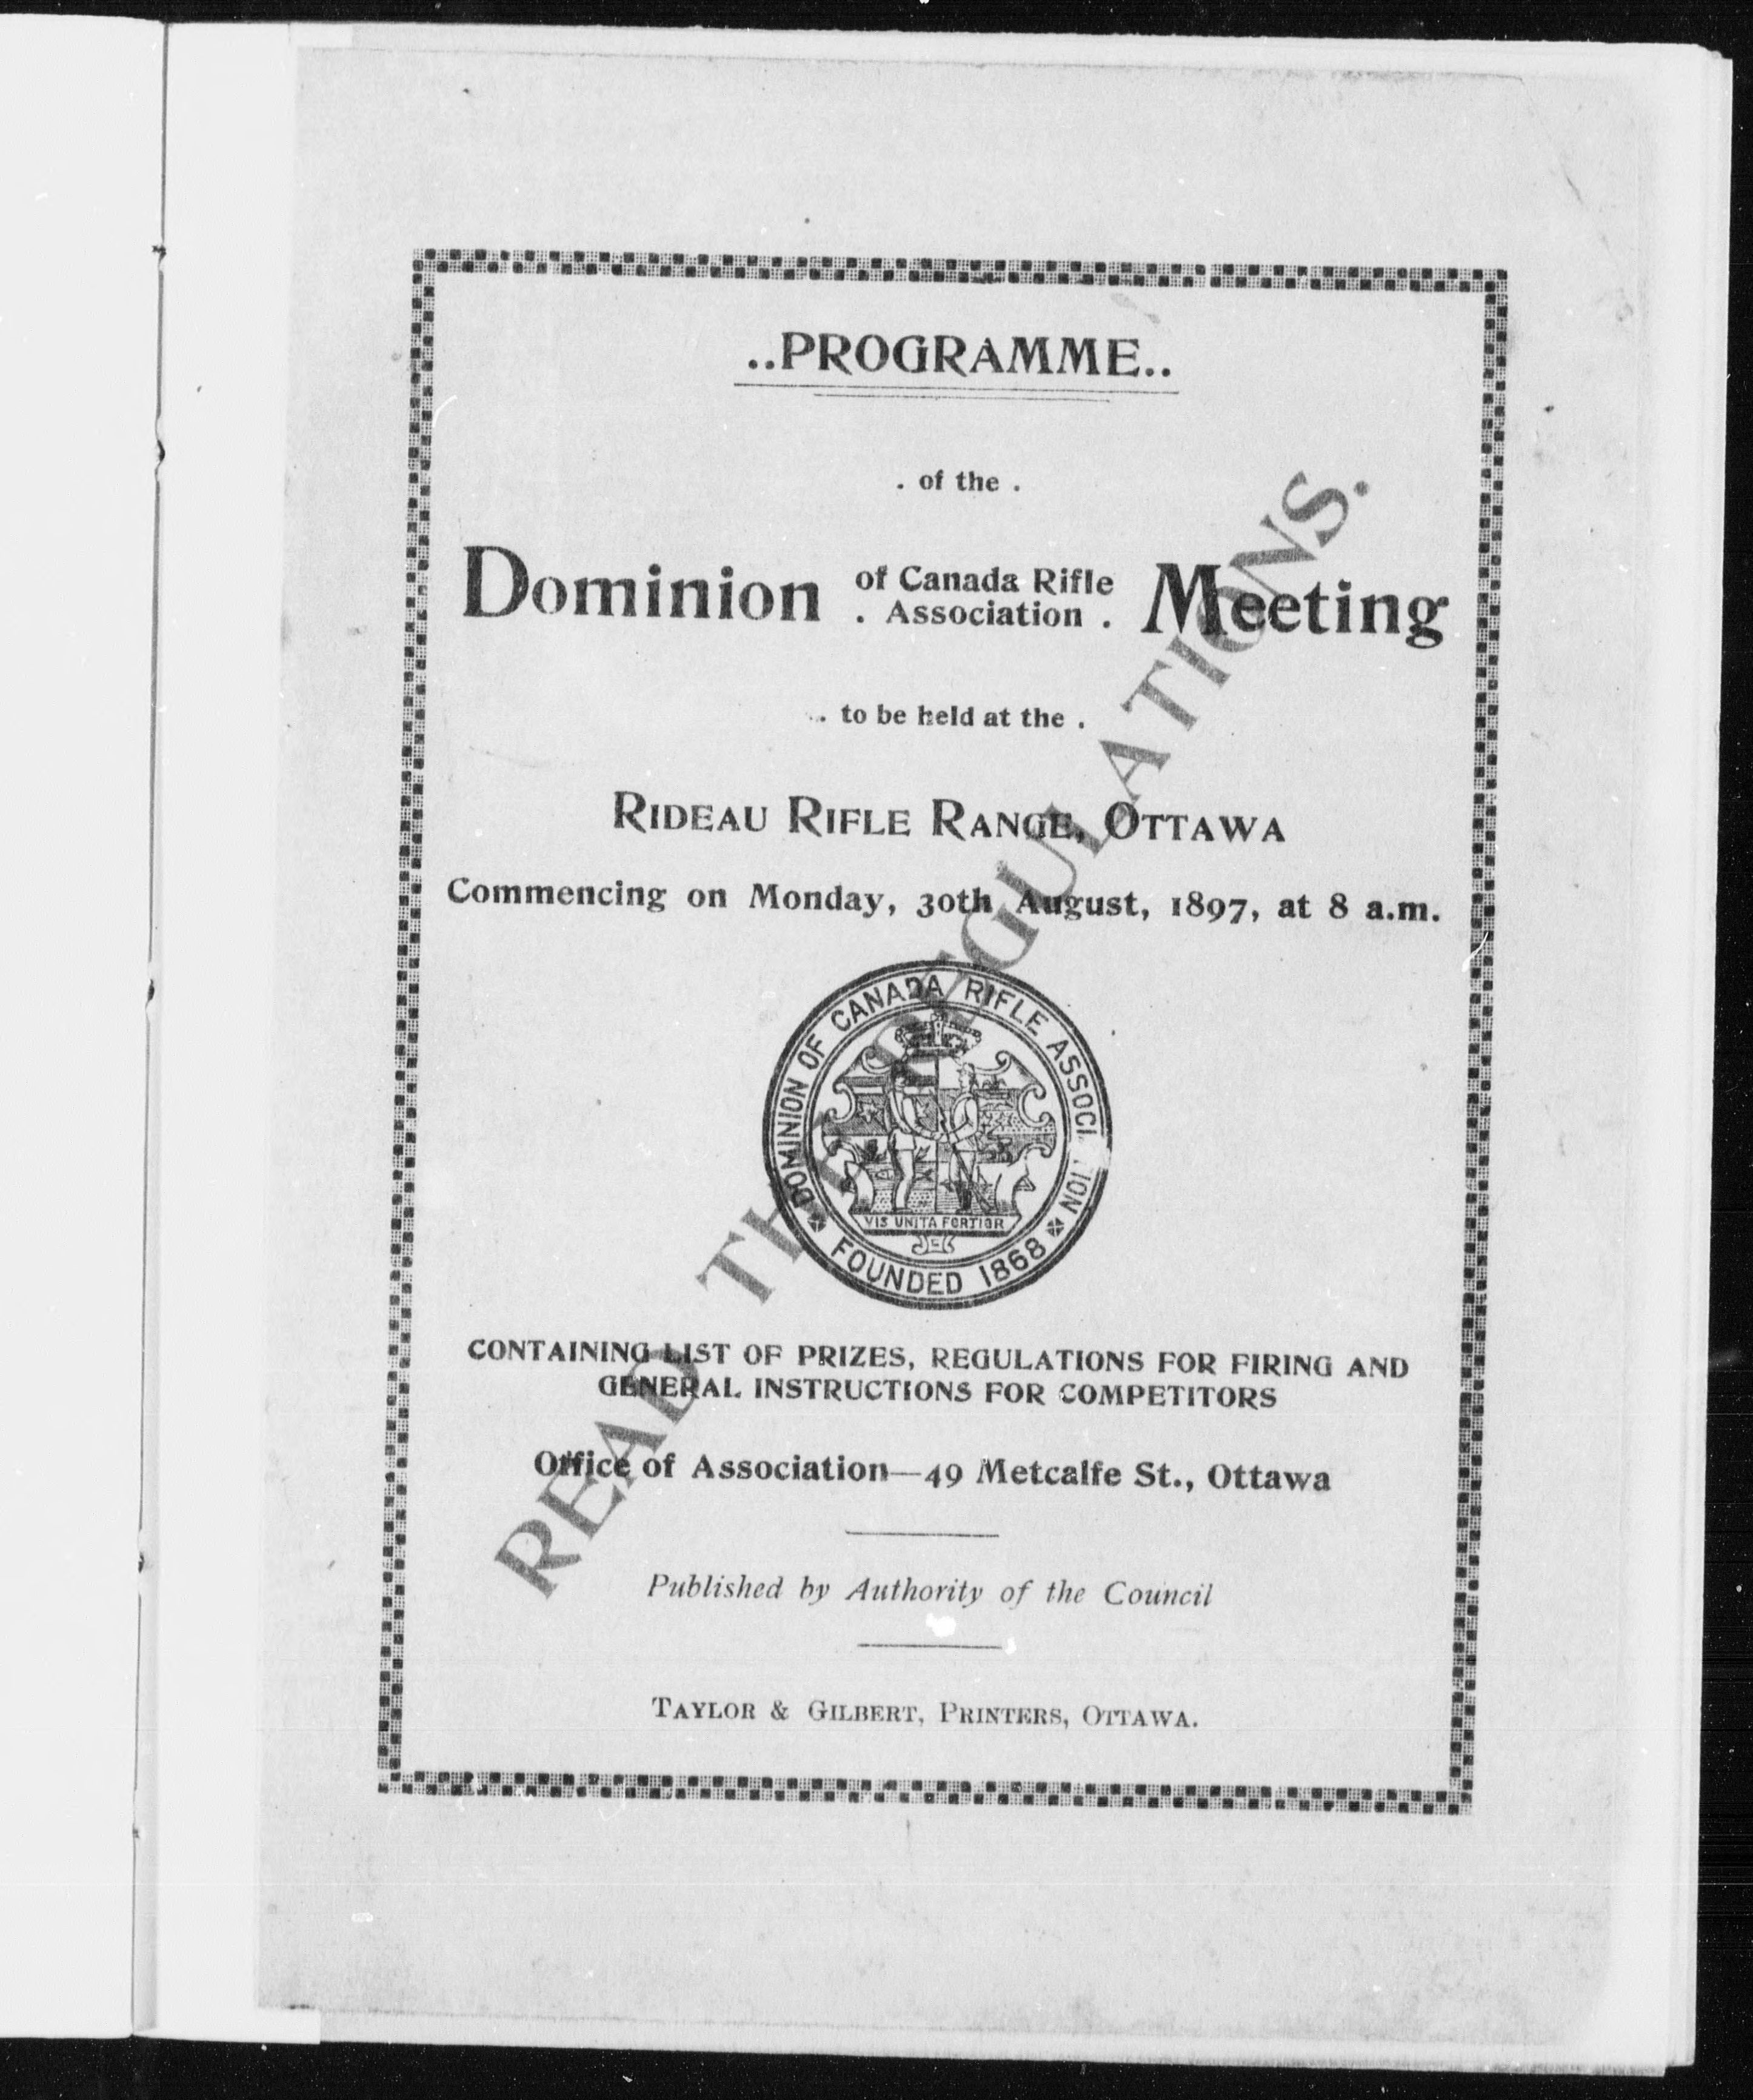 ..PROGRAMME..
. of the .
Dominion of Canada Rifle . Association . Meeting
. to be held at the .
RIDEAU RIFLE RANGE, OTTAWA
Commencing on Monday, 30th August, 1897, at 8 a.m.
DOMINION OF CANADA RIFLE ASSOCI TION
VIS UNITA FORTIOR
FOUNDED 1868
CONTAINING LIST OF PRIZES, REGULATIONS FOR FIRING AND
GENERAL INSTRUCTIONS FOR COMPETITORS
Office of Association—49 Metcalfe St., Ottawa
Published by Authority of the Council
TAYLOR & GILBERT, PRINTERS, OTTAWA.
READ THE REGULATIONS.